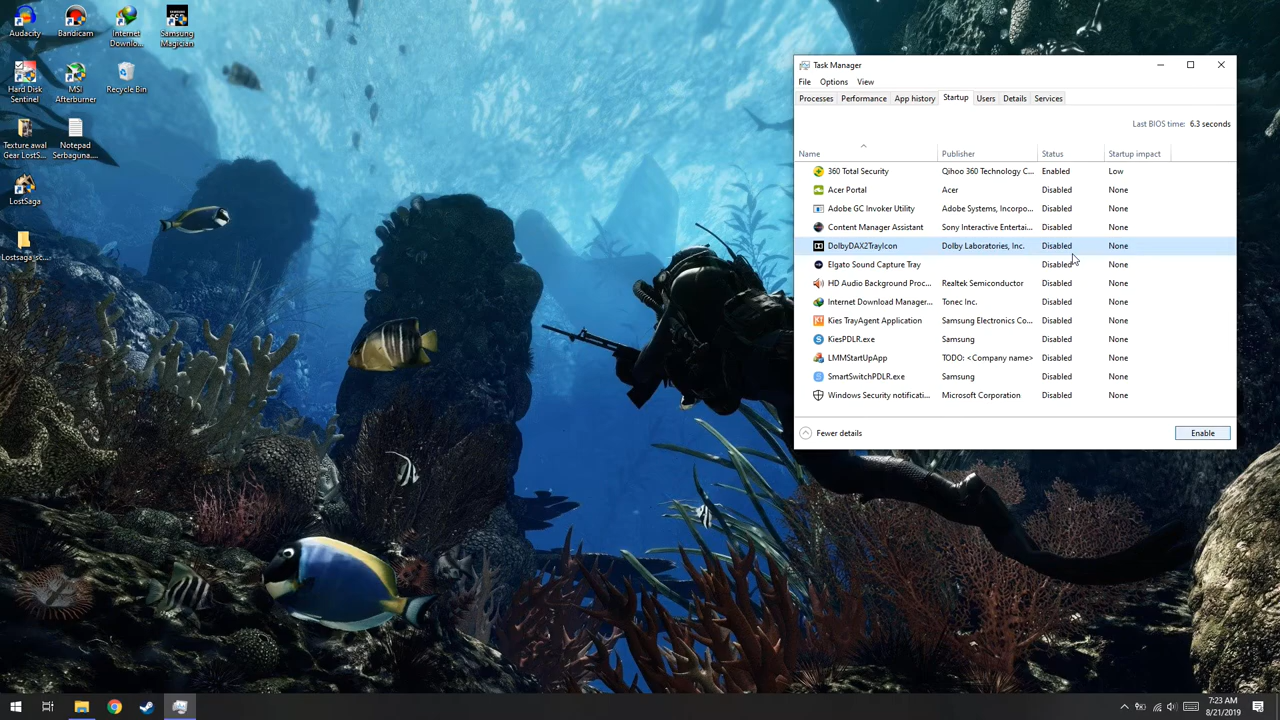 Audacity
Bandicam
Internet Downlo...
Samsung Magician
Hard Disk Sentinel
MSI Afterburner
Recycle Bin
Texture awal Gear LostS...
Notepad Serbaguna....
LostSaga
Lostsaga_sc...
Task Manager
File Options View
Processes Performance App history Startup Users Details Services
Last BIOS time: 6.3 seconds
Name Publisher Status Startup impact
360 Total Security Qihoo 360 Technology C... Enabled Low
Acer Portal Acer Disabled None
Adobe GC Invoker Utility Adobe Systems, Incorpo... Disabled None
Content Manager Assistant Sony Interactive Entertai... Disabled None
DolbyDAX2TrayIcon Dolby Laboratories, Inc. Disabled None
Elgato Sound Capture Tray Disabled None
HD Audio Background Proc... Realtek Semiconductor Disabled None
Internet Download Manager... Tonec Inc. Disabled None
Kies TrayAgent Application Samsung Electronics Co... Disabled None
KiesPDLR.exe Samsung Disabled None
LMMStartUpApp TODO: <Company name> Disabled None
SmartSwitchPDLR.exe Samsung Disabled None
Windows Security notificati... Microsoft Corporation Disabled None
Fewer details Enable
7:23 AM
8/21/2019